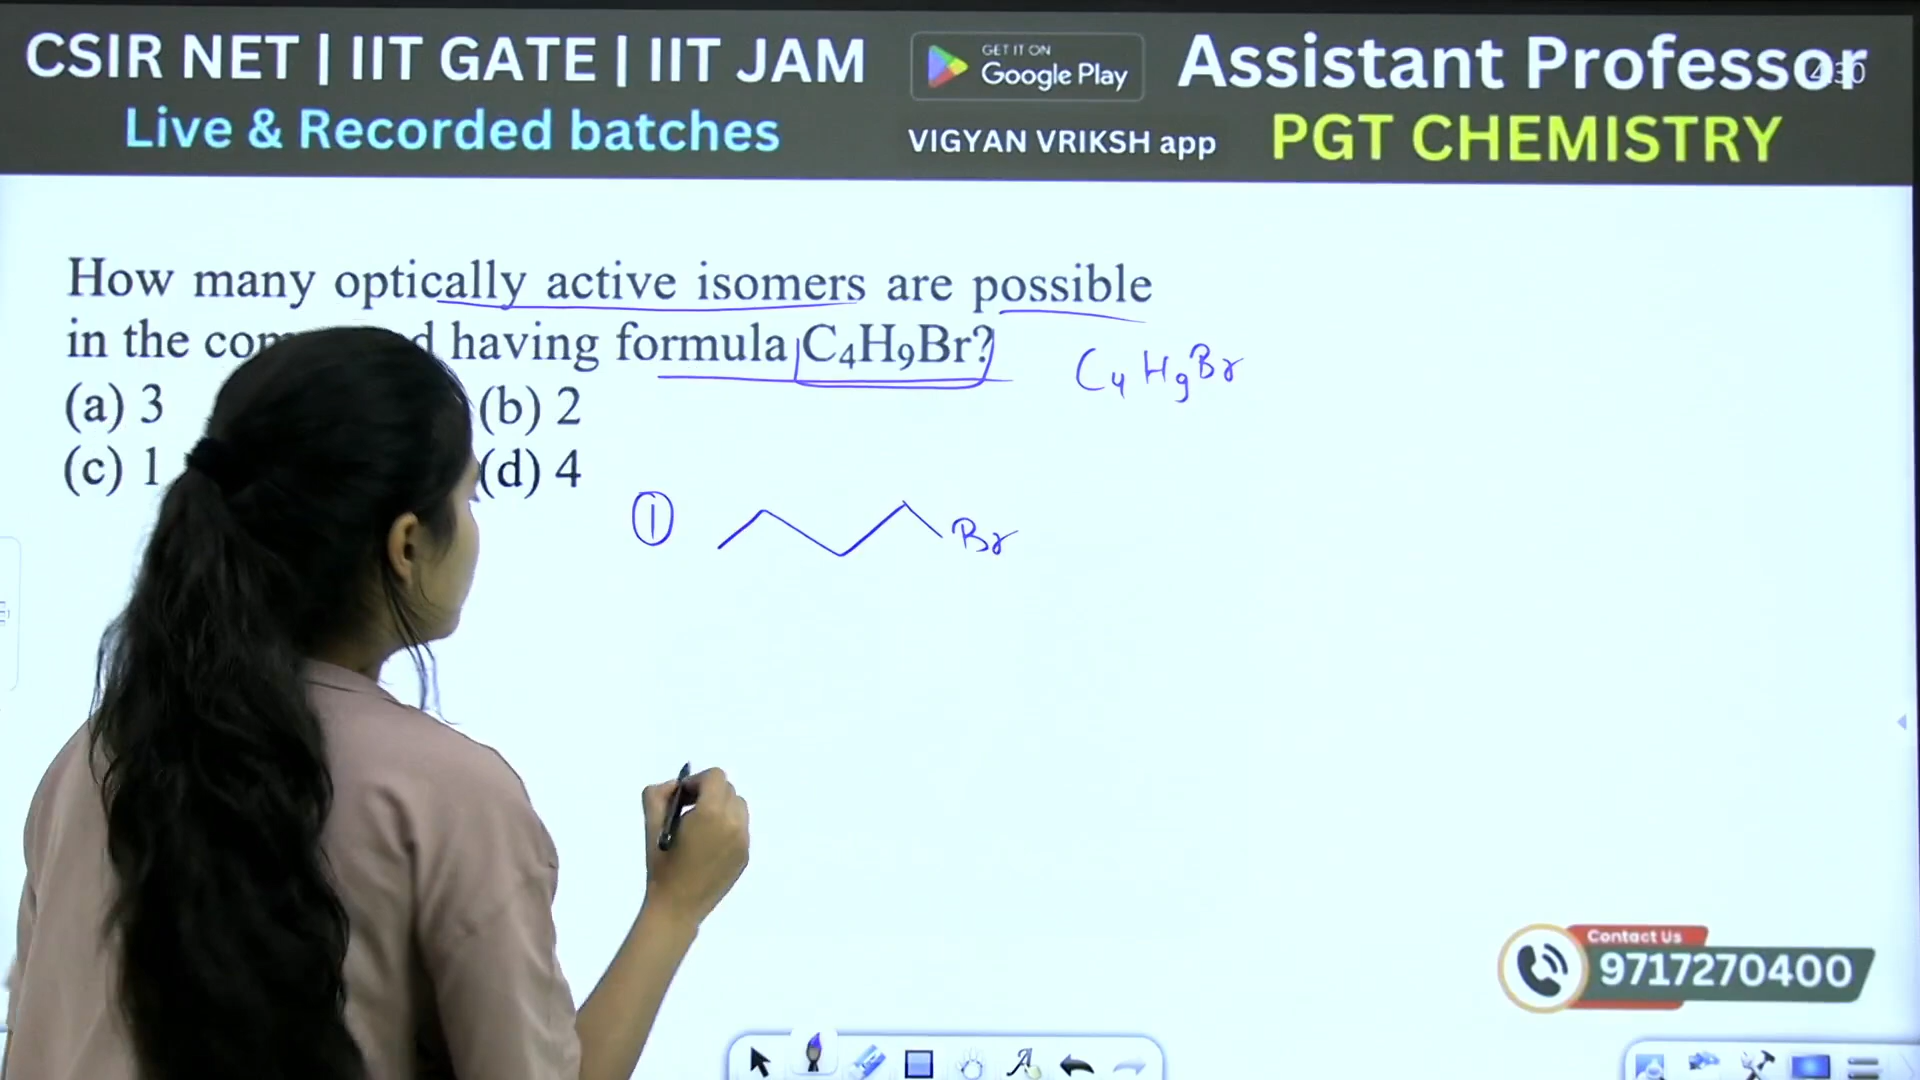 CSIR NET | IIT GATE | IIT JAM
Live & Recorded batches
GET IT ON
Google Play
VIGYAN VRIKSH app
Assistant Professor
4:30
PGT CHEMISTRY
How many optically active isomers are possible
in the d having formula C₄H₉Br?
C₄H₉Br
(a) 3 (b) 2
(c) 1 (d) 4
① Br
Contact Us
9717270400